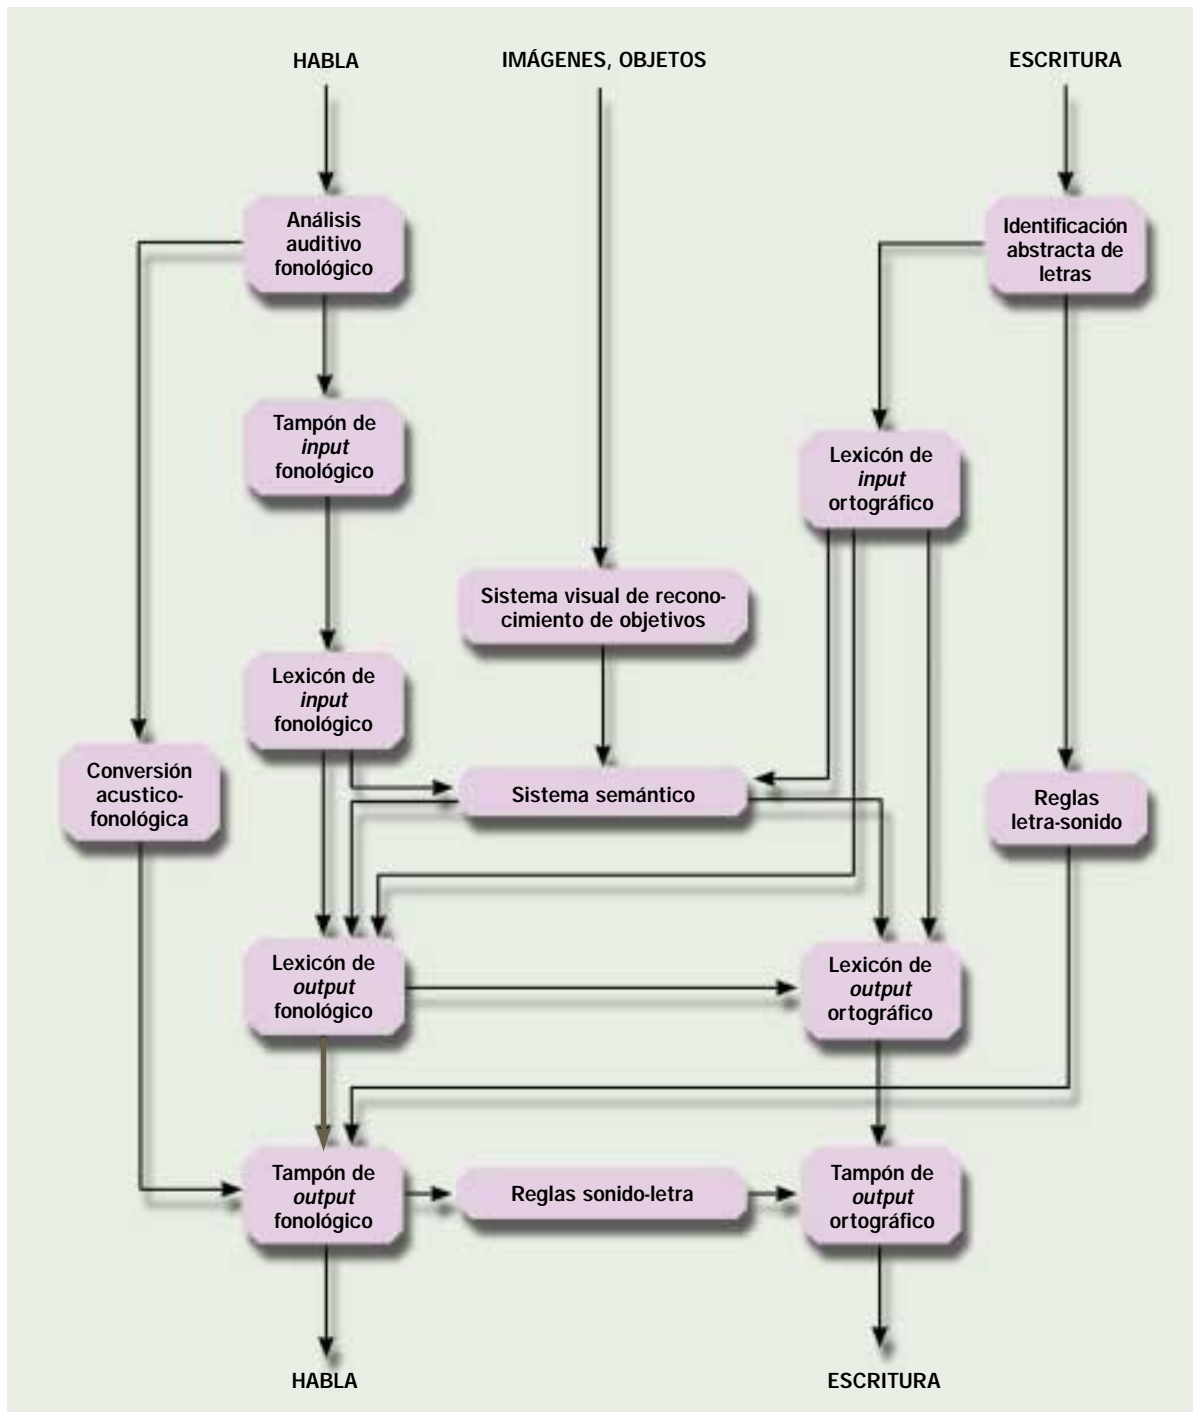 HABLA
IMÁGENES, OBJETOS
ESCRITURA
Análisis
auditivo
fonológico
Identificación
abstracta de
letras
Tampón de
input
fonológico
Lexicón de
input
ortográfico
Sistema visual de recono-
cimiento de objetivos
Lexicón de
input
fonológico
Conversión
acustico-
fonológica
Sistema semántico
Reglas
letra-sonido
Lexicón de
output
fonológico
Lexicón de
output
ortográfico
Tampón de
output
fonológico
Reglas sonido-letra
Tampón de
output
ortográfico
HABLA
ESCRITURA